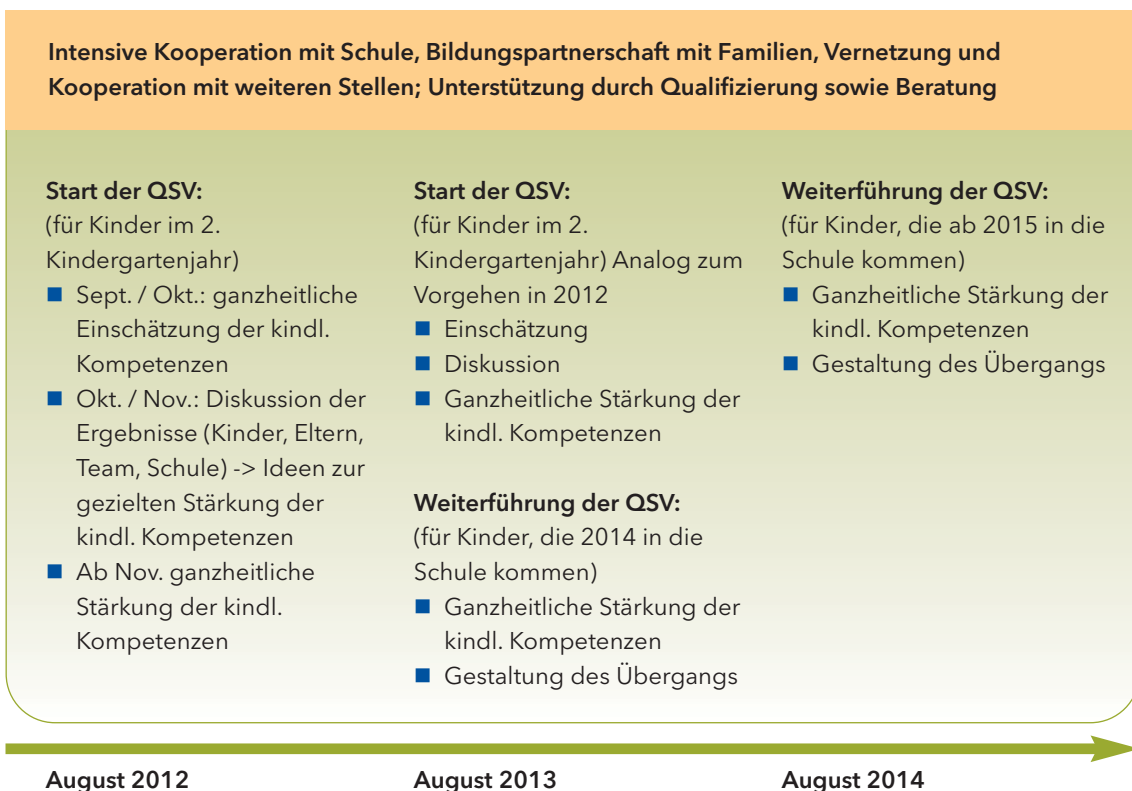 Intensive Kooperation mit Schule, Bildungspartnerschaft mit Familien, Vernetzung und
Kooperation mit weiteren Stellen; Unterstützung durch Qualifizierung sowie Beratung
Start der QSV:
(für Kinder im 2.
Kindergartenjahr)
■ Sept. / Okt.: ganzheitliche
Einschätzung der kindl.
Kompetenzen
■ Okt. / Nov.: Diskussion der
Ergebnisse (Kinder, Eltern,
Team, Schule) -> Ideen zur
gezielten Stärkung der
kindl. Kompetenzen
■ Ab Nov. ganzheitliche
Stärkung der kindl.
Kompetenzen
Start der QSV:
(für Kinder im 2.
Kindergartenjahr) Analog zum
Vorgehen in 2012
■ Einschätzung
■ Diskussion
■ Ganzheitliche Stärkung der
kindl. Kompetenzen
Weiterführung der QSV:
(für Kinder, die 2014 in die
Schule kommen)
■ Ganzheitliche Stärkung der
kindl. Kompetenzen
■ Gestaltung des Übergangs
Weiterführung der QSV:
(für Kinder, die ab 2015 in die
Schule kommen)
■ Ganzheitliche Stärkung der
kindl. Kompetenzen
■ Gestaltung des Übergangs
August 2012
August 2013
August 2014